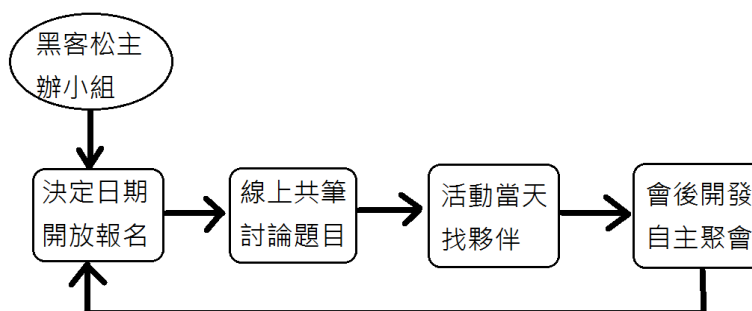 黑客松主
辦小組
決定日期
開放報名
線上共筆
討論題目
活動當天
找夥伴
會後開發
自主聚會